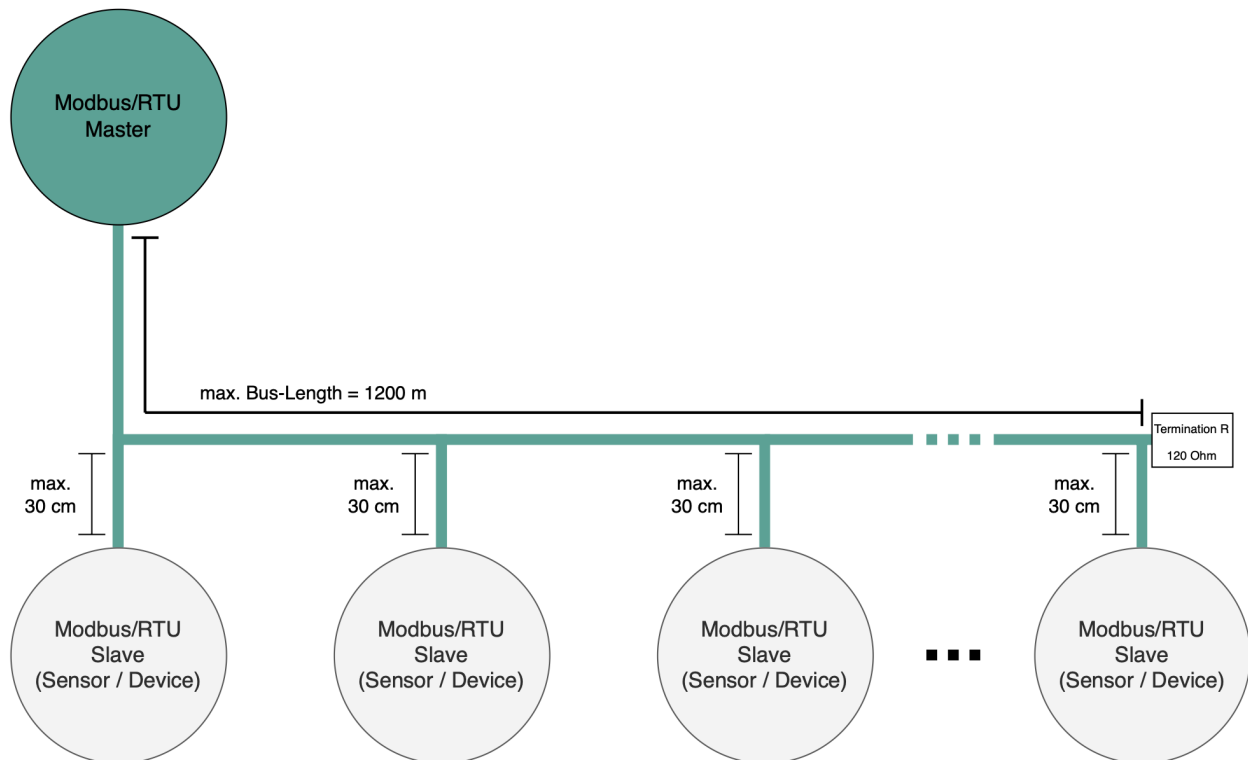 Modbus/RTU
Master
max. Bus-Length = 1200 m
Termination R
120 Ohm
max.
30 cm
max.
30 cm
max.
30 cm
max.
30 cm
Modbus/RTU
Slave
(Sensor / Device)
Modbus/RTU
Slave
(Sensor / Device)
Modbus/RTU
Slave
(Sensor / Device)
Modbus/RTU
Slave
(Sensor / Device)